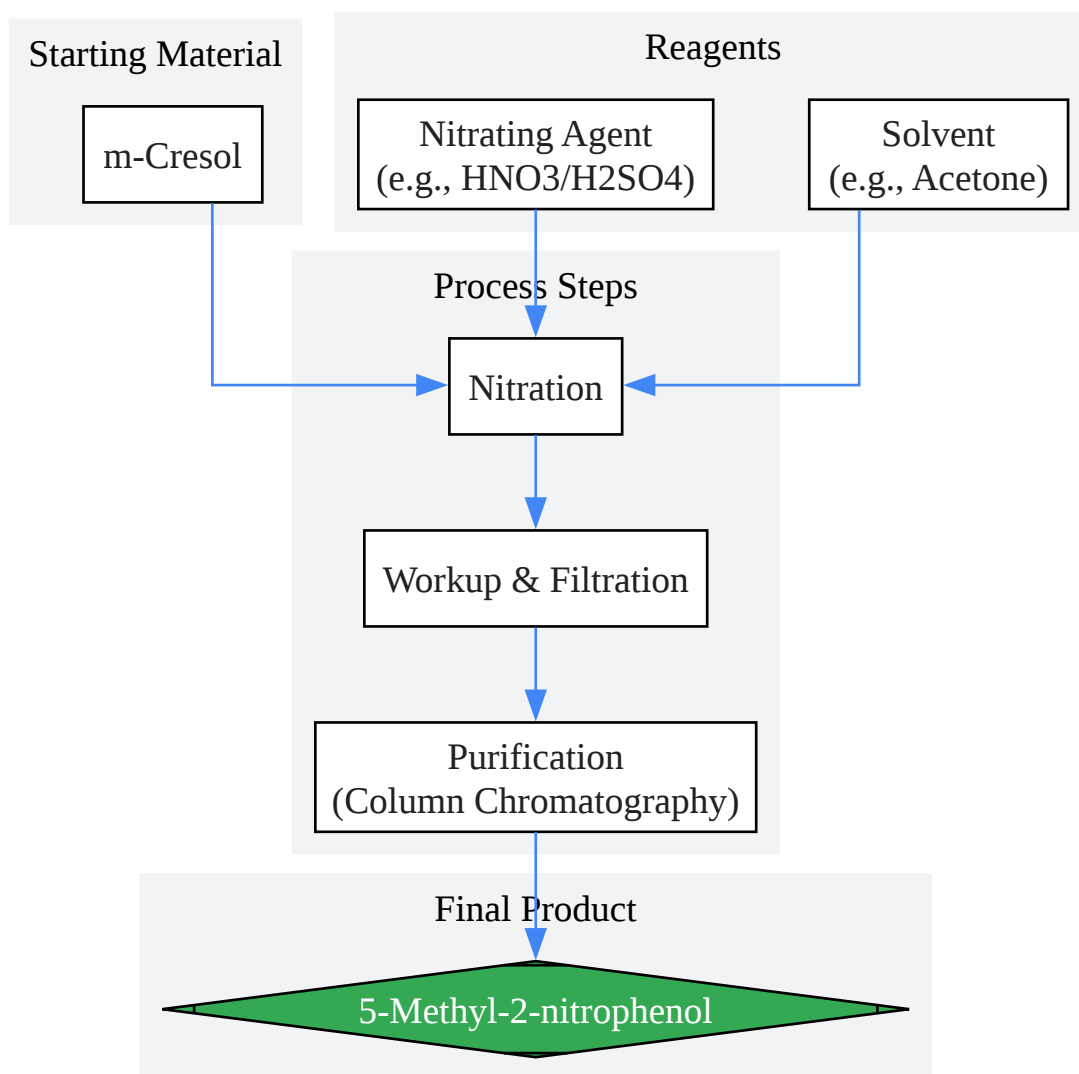 Starting Material
m-Cresol
Reagents
Nitrating Agent
(e.g., HNO3/H2SO4)
Solvent
(e.g., Acetone)
Process Steps
Nitration
Workup & Filtration
Purification
(Column Chromatography)
Final Product
5-Methyl-2-nitrophenol